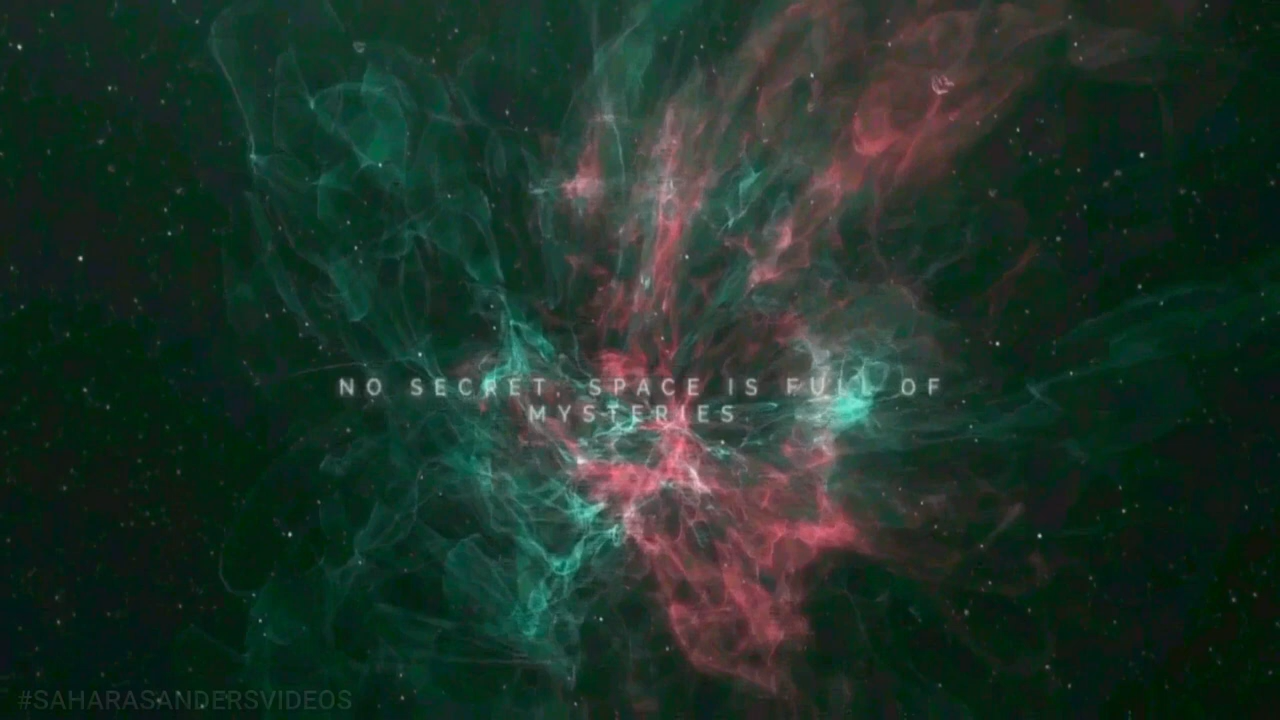 NO SECRET, SPACE IS FULL OF
MYSTERIES
#SAHARASANDERSVIDEOS